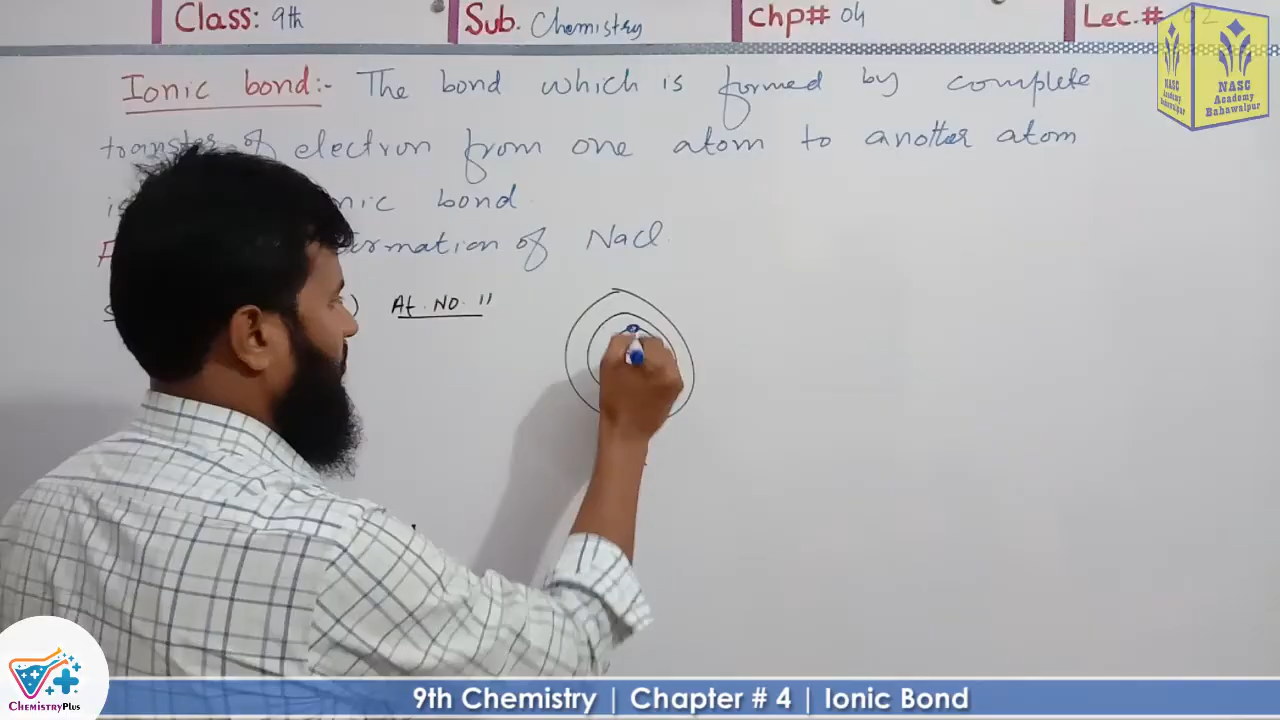 Class: 9th Sub. Chemistry Chp# 04 Lec.# 02
NASC Academy Bahawalpur
Ionic bond:- The bond which is formed by complete
transfer of electron from one atom to another atom
ionic bond.
formation of NaCl.
At. No. 11
ChemistryPlus
9th Chemistry | Chapter # 4 | Ionic Bond